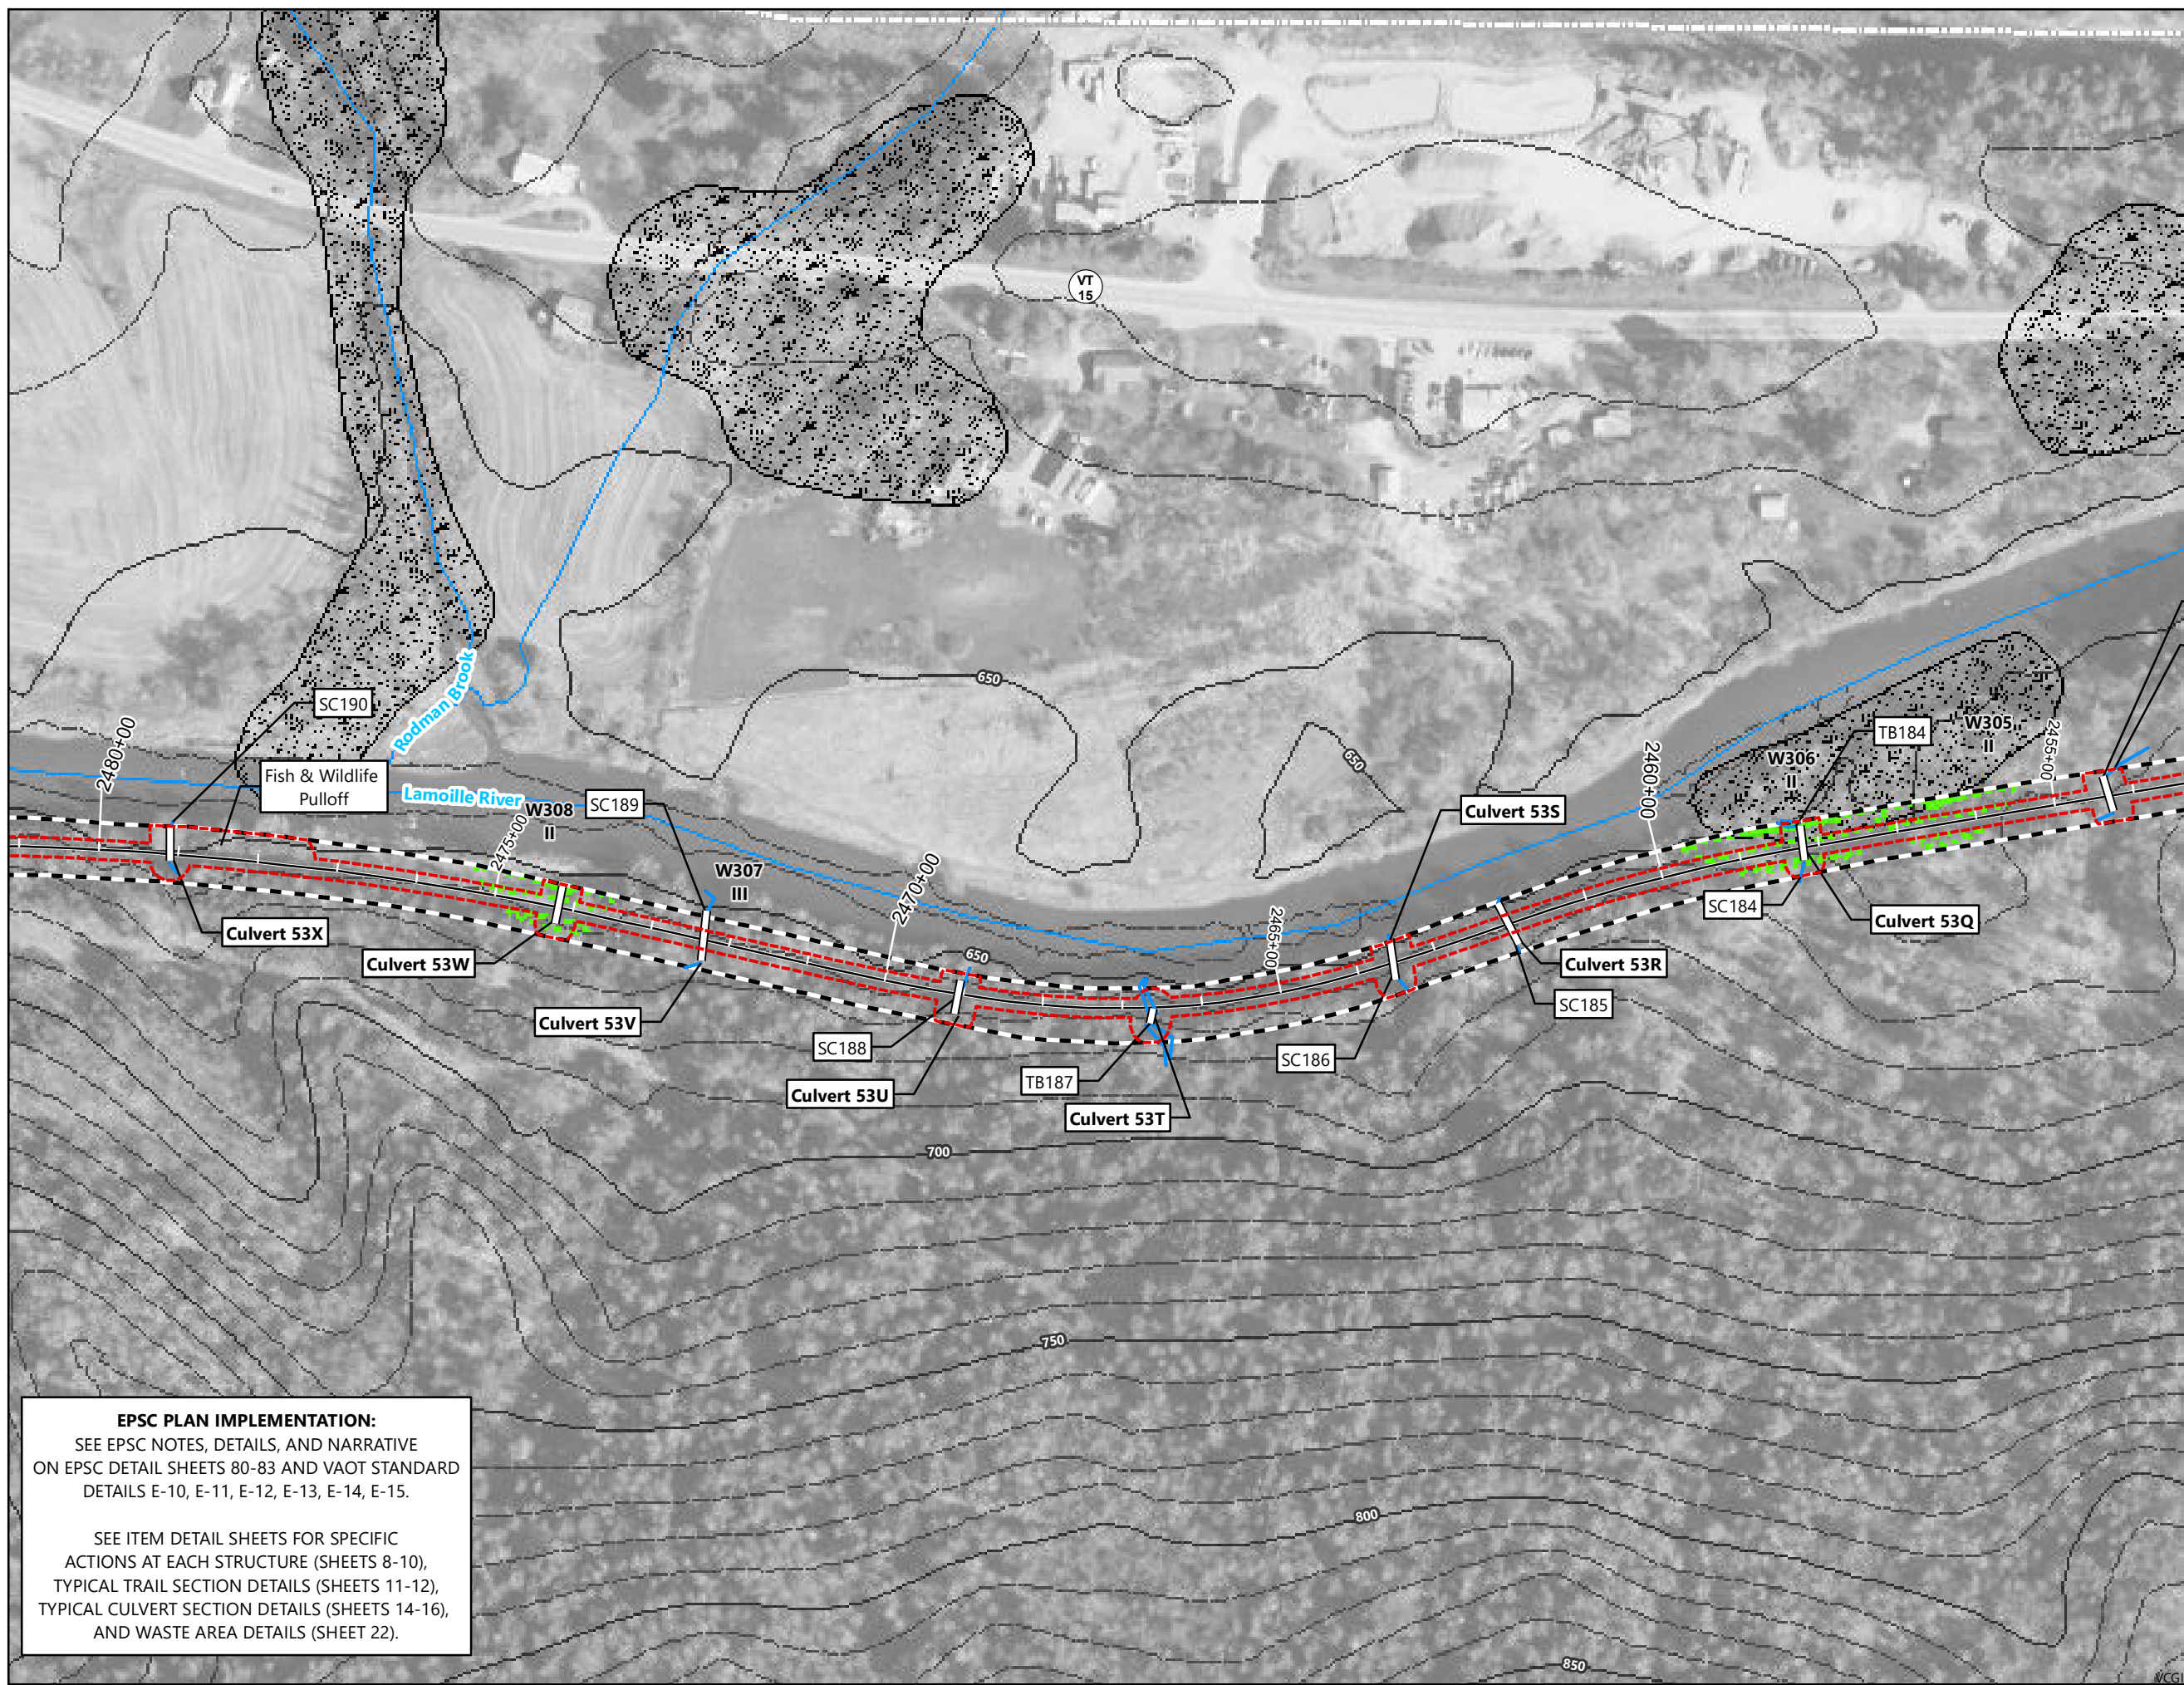 VT
15
650
Rodman Brook
SC190
2480+00
Fish & Wildlife
Pulloff
Lamoille River
W308
II
SC189
2475+00
W307
III
650
2470+00
650
2465+00
Culvert 53S
2460+00
W306
II
TB184
W305
II
2455+00
Culvert 53X
Culvert 53W
Culvert 53V
SC188
Culvert 53U
TB187
Culvert 53T
SC186
Culvert 53R
SC185
SC184
Culvert 53Q
700
750
800
850
EPSC PLAN IMPLEMENTATION:
SEE EPSC NOTES, DETAILS, AND NARRATIVE
ON EPSC DETAIL SHEETS 80-83 AND VAOT STANDARD
DETAILS E-10, E-11, E-12, E-13, E-14, E-15.
SEE ITEM DETAIL SHEETS FOR SPECIFIC
ACTIONS AT EACH STRUCTURE (SHEETS 8-10),
TYPICAL TRAIL SECTION DETAILS (SHEETS 11-12),
TYPICAL CULVERT SECTION DETAILS (SHEETS 14-16),
AND WASTE AREA DETAILS (SHEET 22).
VCGI